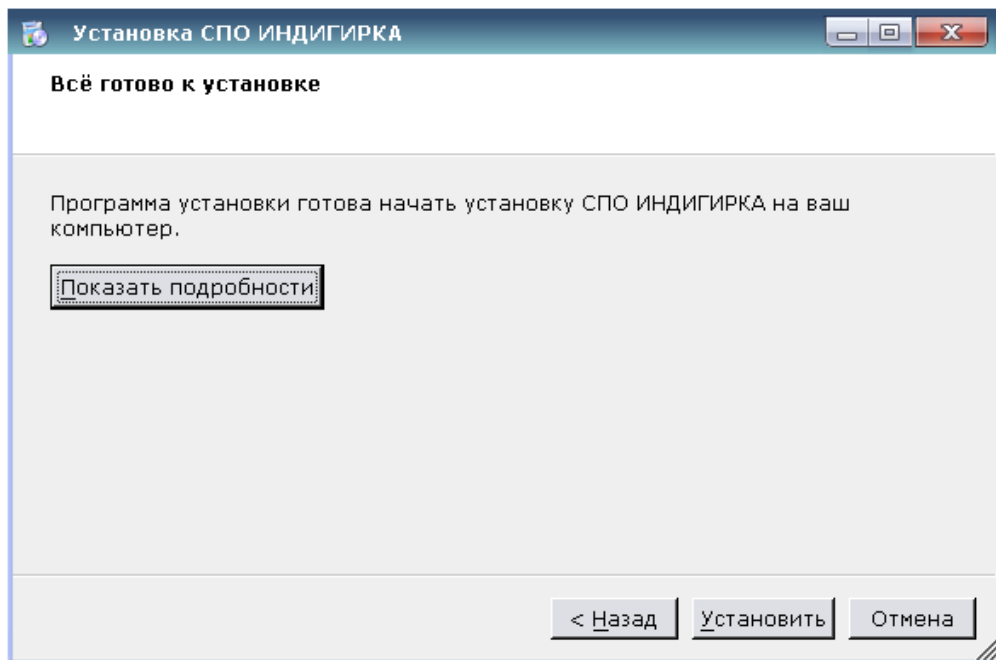 Установка СПО ИНДИГИРКА
Всё готово к установке
Программа установки готова начать установку СПО ИНДИГИРКА на ваш
компьютер.
Показать подробности
< Назад Установить Отмена